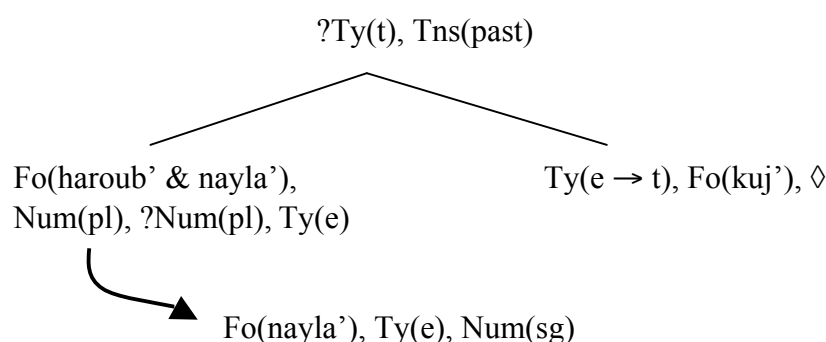 ?Ty(t), Tns(past)
Fo(haroub’ & nayla’),
Num(pl), ?Num(pl), Ty(e)
Ty(e → t), Fo(kuj’), ◊
Fo(nayla’), Ty(e), Num(sg)